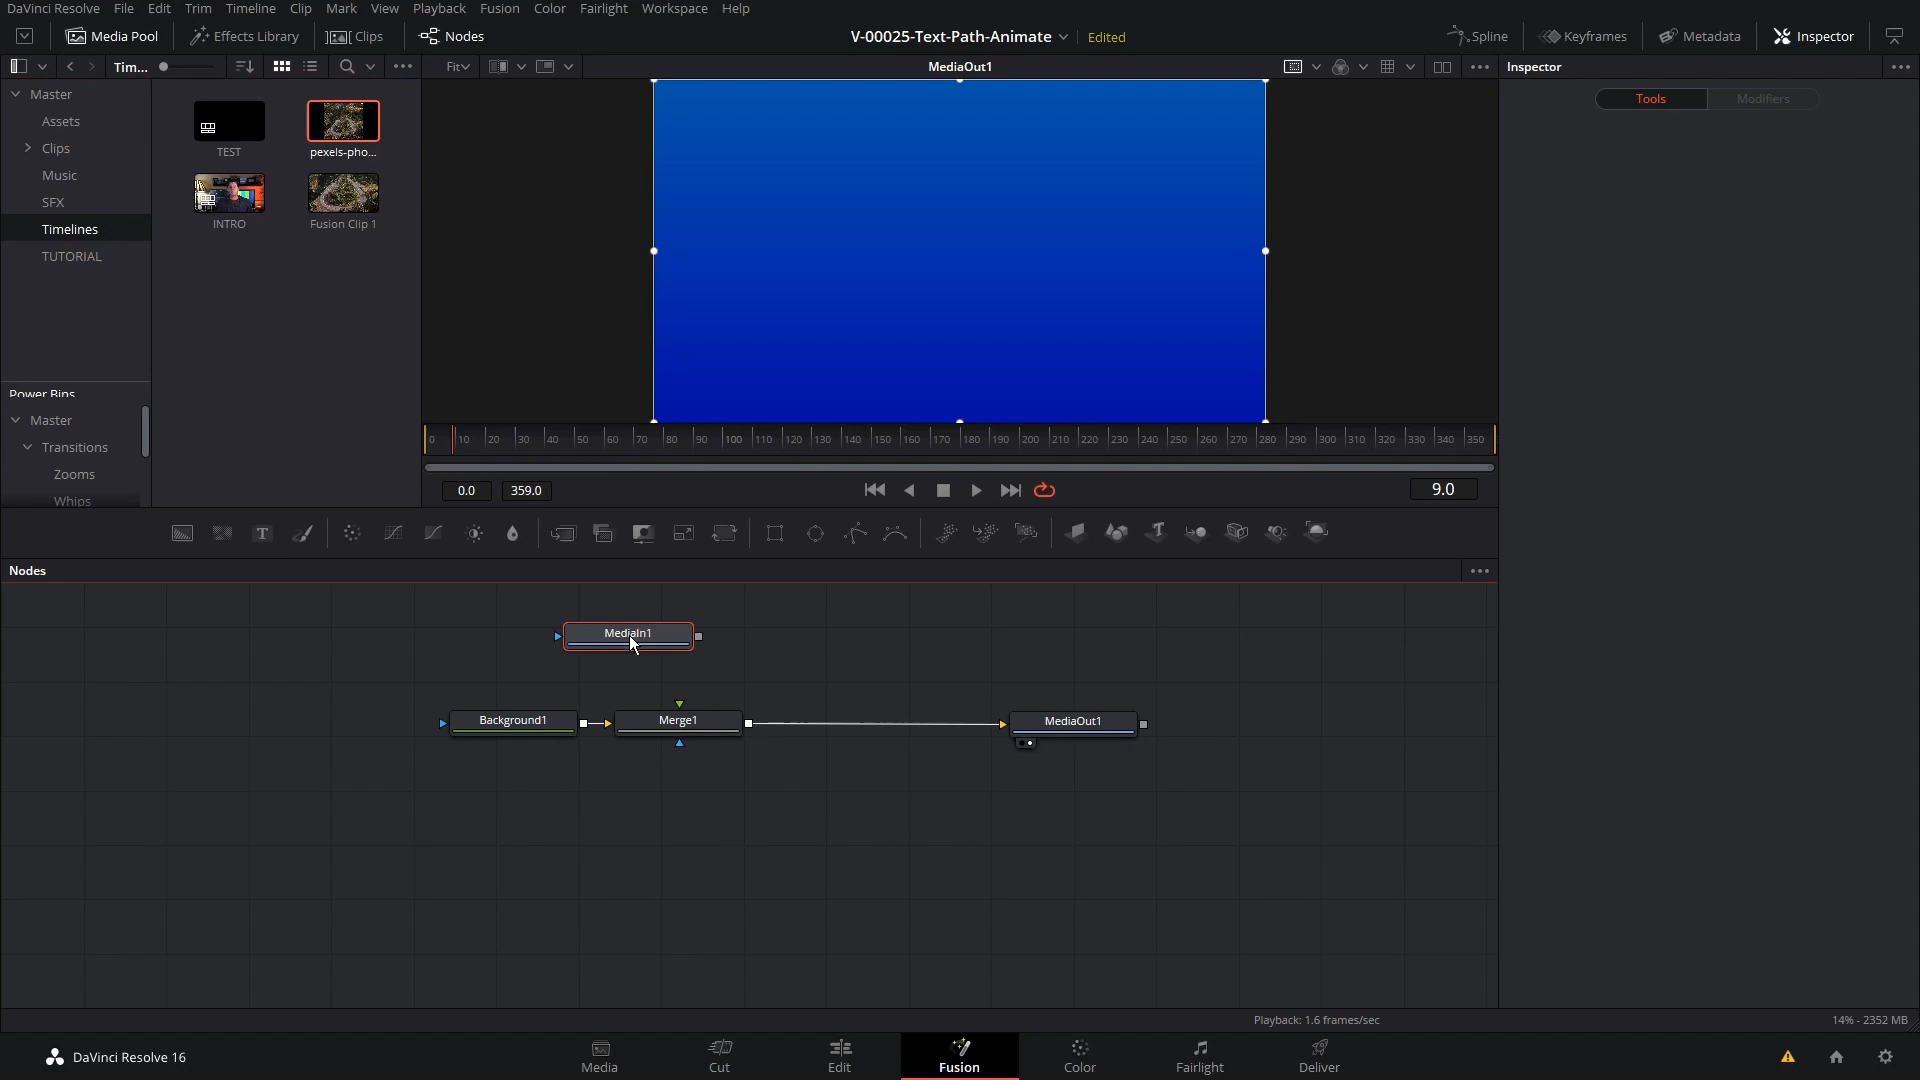 DaVinci Resolve File Edit Trim Timeline Clip Mark View Playback Fusion Color Fairlight Workspace Help
Media Pool Effects Library Clips Nodes V-00025-Text-Path-Animate Edited Spline Keyframes Metadata Inspector
Tim... Fit MediaOut1 Inspector
Tools Modifiers
Master
Assets
Clips
Music
SFX
Timelines
TUTORIAL
TEST pexels-pho...
INTRO Fusion Clip 1
Power Bins
Master
Transitions
Zooms
Whips
0 10 20 30 40 50 60 70 80 90 100 110 120 130 140 150 160 170 180 190 200 210 220 230 240 250 260 270 280 290 300 310 320 330 340 350
0.0 359.0 9.0
Nodes
MediaIn1
Background1 Merge1 MediaOut1
Playback: 1.6 frames/sec 14% - 2352 MB
DaVinci Resolve 16 Media Cut Edit Fusion Color Fairlight Deliver